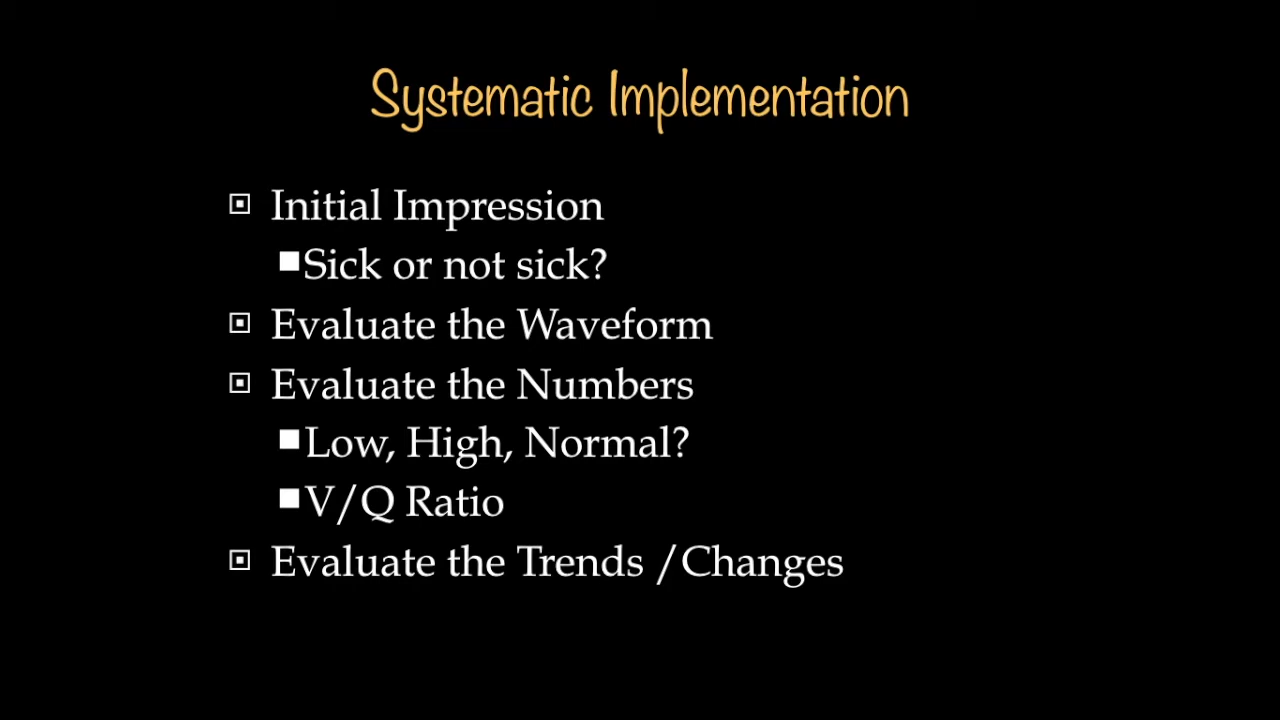 Systematic Implementation
Initial Impression
Sick or not sick?
Evaluate the Waveform
Evaluate the Numbers
Low, High, Normal?
V/Q Ratio
Evaluate the Trends /Changes